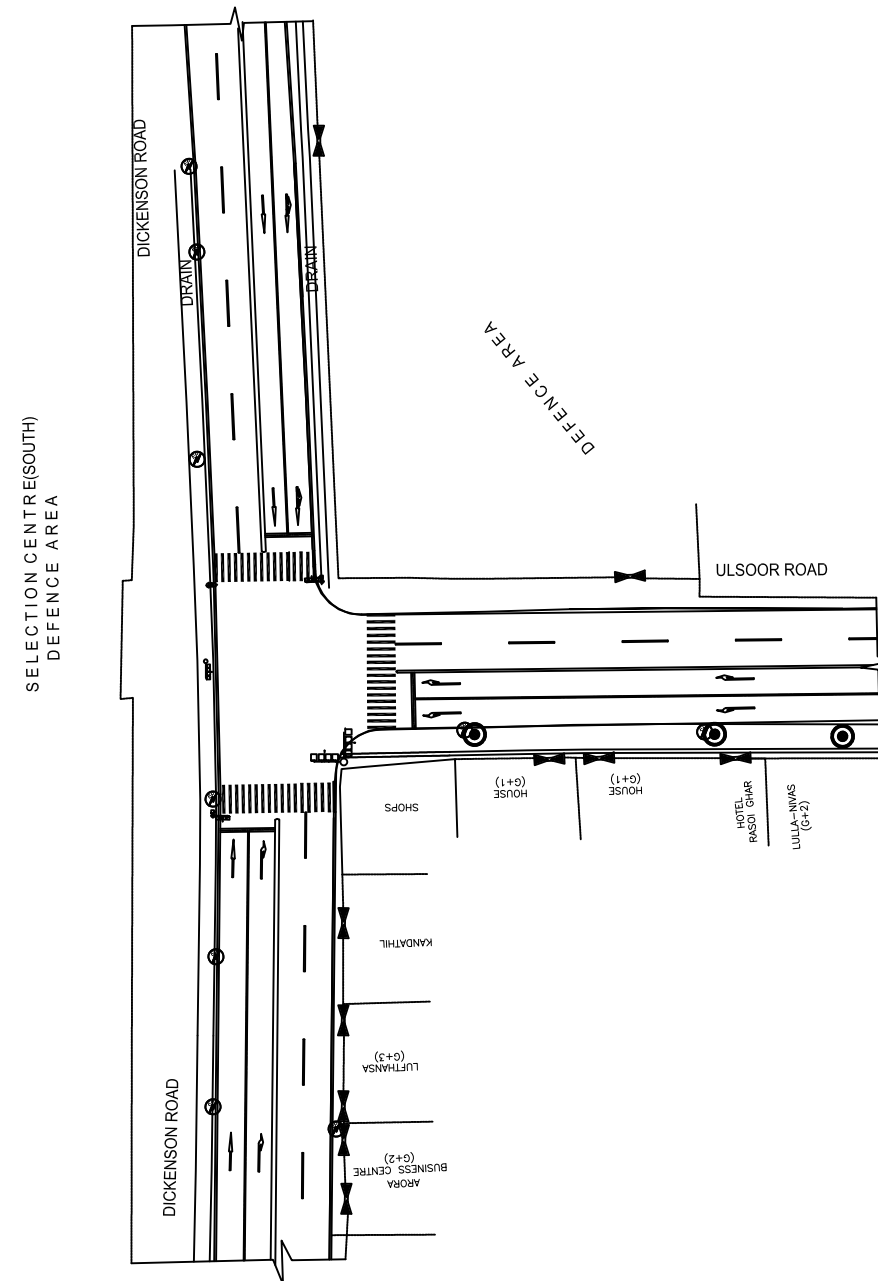 DICKENSON ROAD
DRAIN
DRAIN
DEFENCE AREA
SELECTION CENTRE(SOUTH)
DEFENCE AREA
ULSOOR ROAD
SHOPS
HOUSE
(G+1)
HOUSE
(G+1)
HOTEL
RASOI GHAR
LULLA-NIVAS
(G+2)
KANDATHIL
LUFTHANSA
(G+3)
DICKENSON ROAD
ARORA
BUSINESS CENTRE
(G+2)